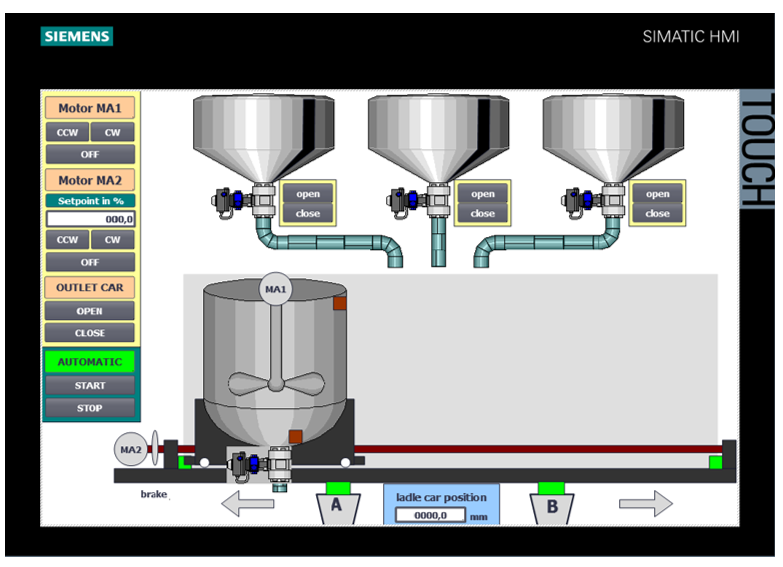 SIEMENS
SIMATIC HMI
TOUCH
Motor MA1
CCW CW
OFF
Motor MA2
Setpoint in %
000,0
CCW CW
OFF
OUTLET CAR
OPEN
CLOSE
AUTOMATIC
START
STOP
open
close
open
close
open
close
MA1
MA2
brake
A
ladle car position
0000,0 mm
B